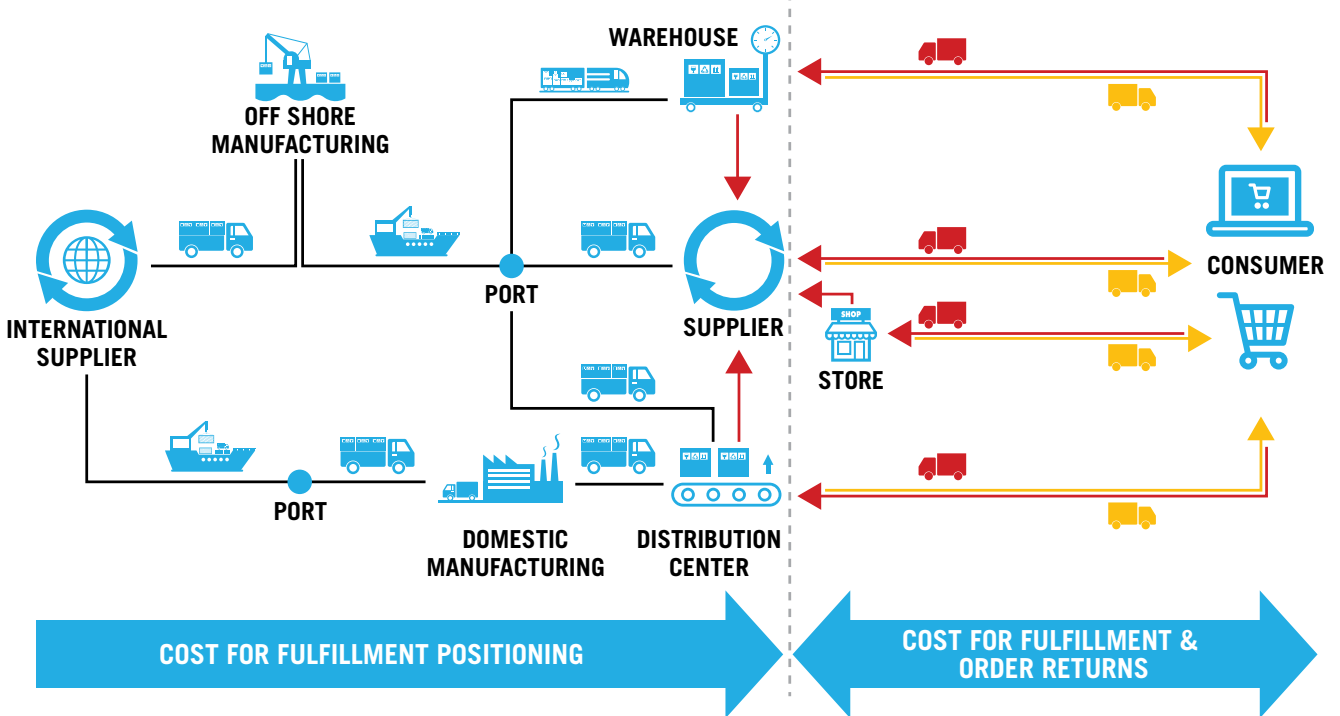 WAREHOUSE
OFF SHORE
MANUFACTURING
PORT
INTERNATIONAL
SUPPLIER
SUPPLIER
SHOP
STORE
CONSUMER
PORT
DOMESTIC
MANUFACTURING
DISTRIBUTION
CENTER
COST FOR FULFILLMENT POSITIONING
COST FOR FULFILLMENT &
ORDER RETURNS